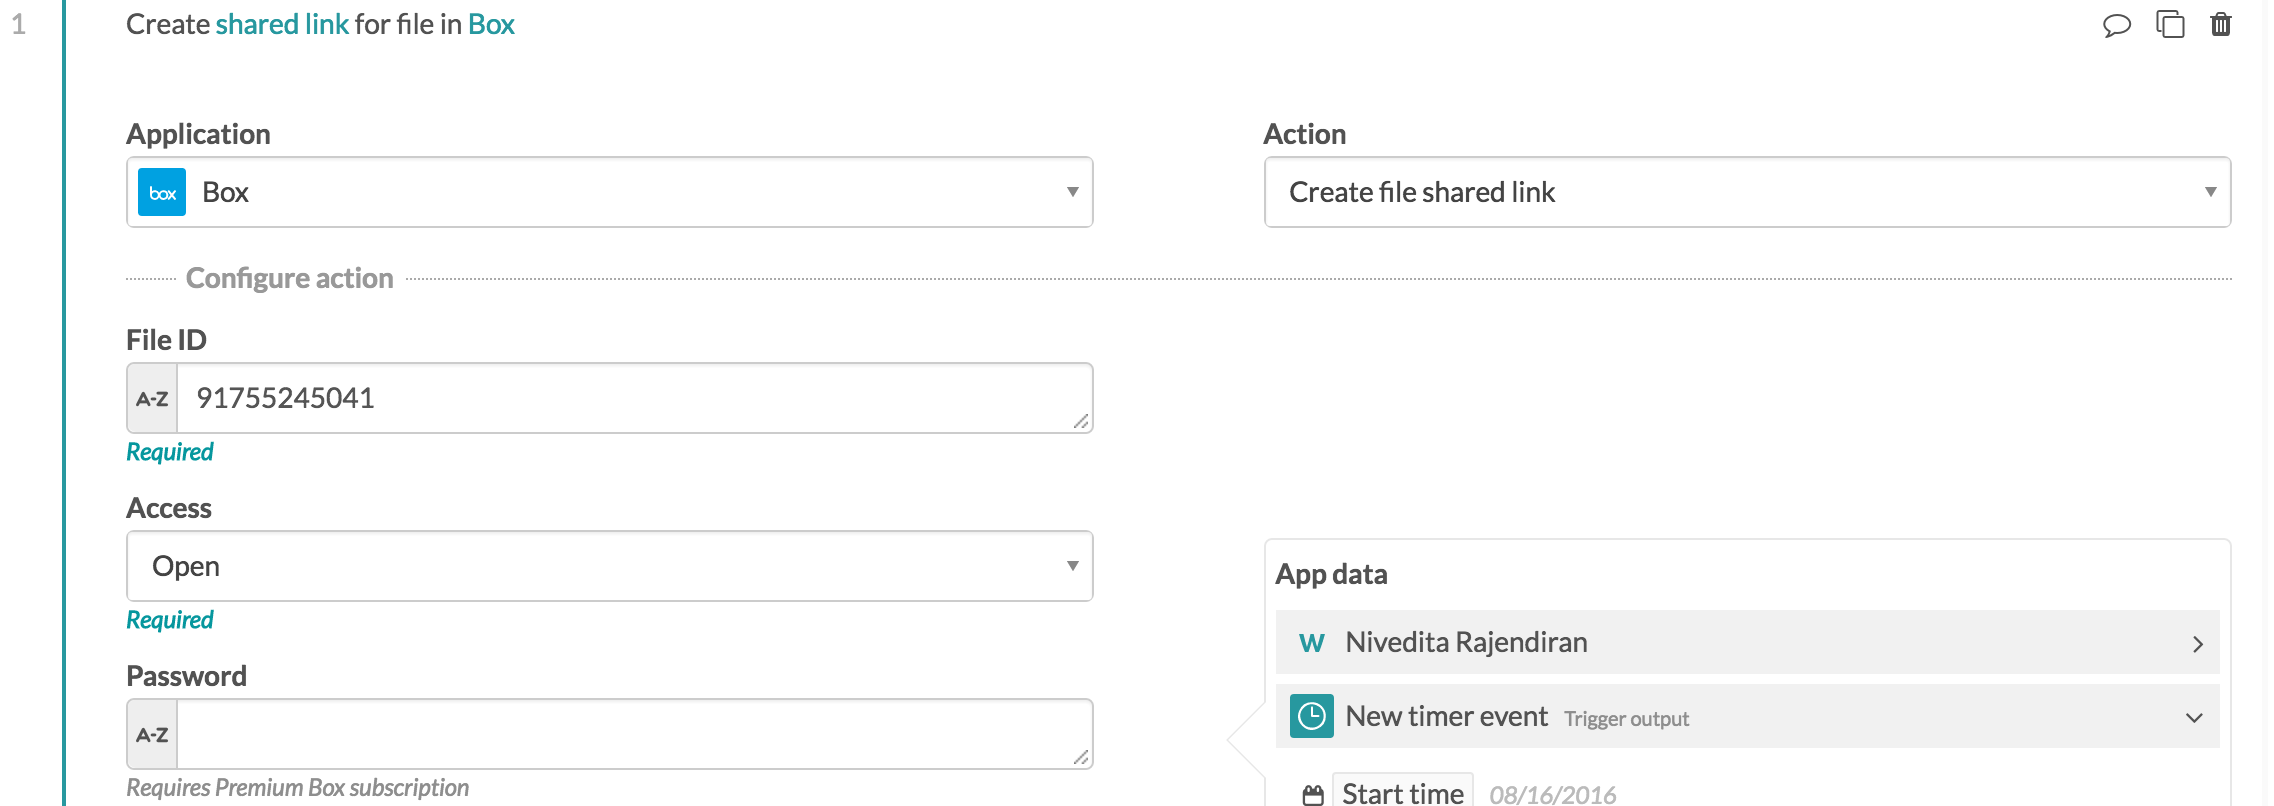 1
Create shared link for file in Box
Application
Action
box Box
Create file shared link
Configure action
File ID
A-Z 91755245041
Required
Access
Open
Required
App data
W Nivedita Rajendiran
Password
New timer event Trigger output
A-Z
Requires Premium Box subscription
Start time 08/16/2016